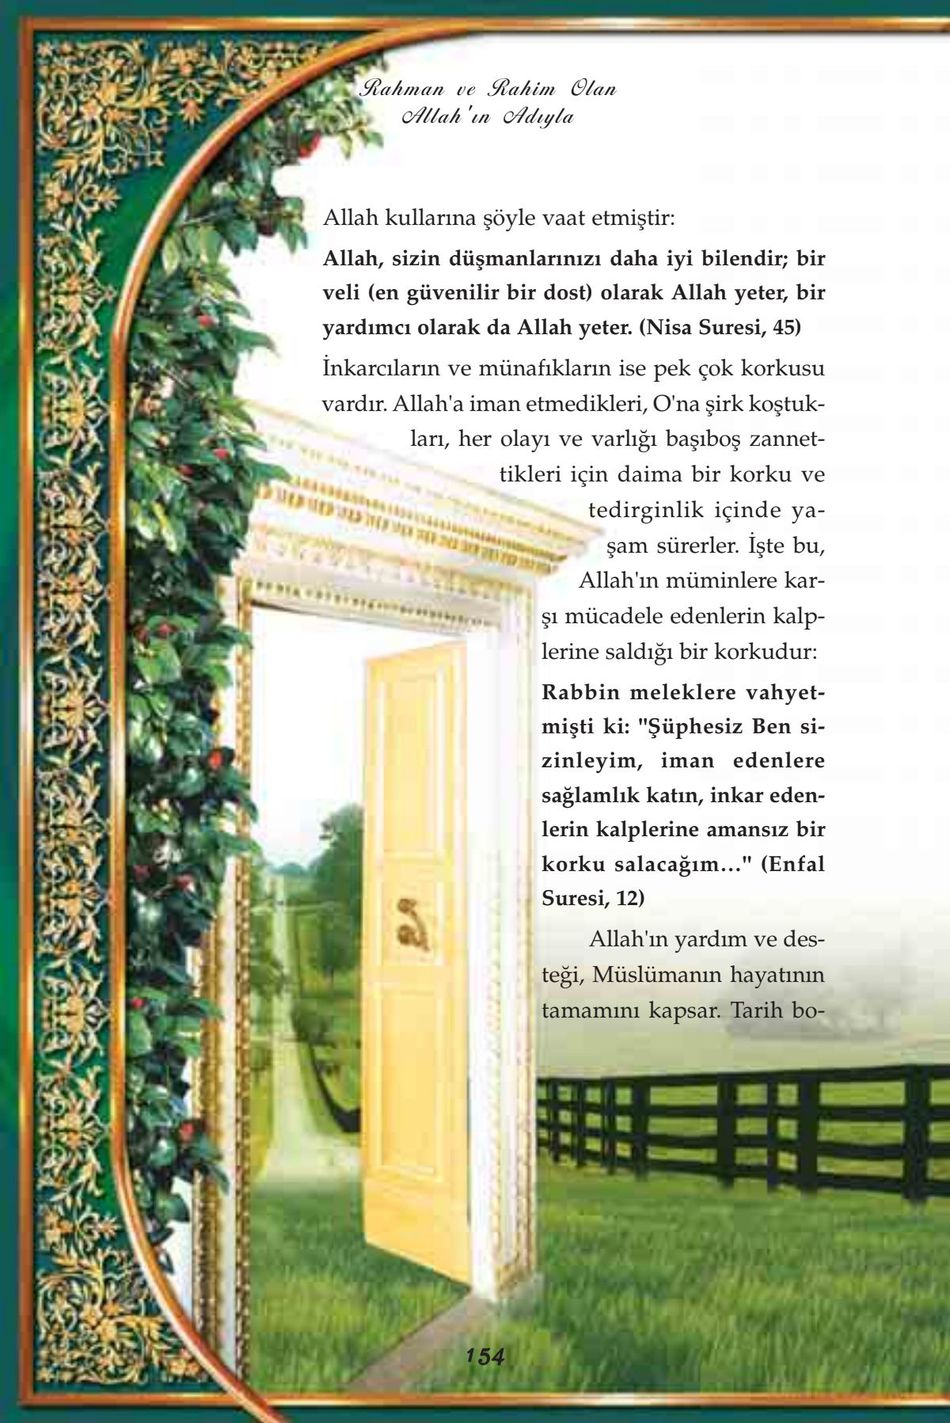 Rahman ve Rahim Olan
Allah'ın Adıyla
Allah kullarına şöyle vaat etmiştir:
Allah, sizin düşmanlarınızı daha iyi bilendir; bir
veli (en güvenilir bir dost) olarak Allah yeter, bir
yardımcı olarak da Allah yeter. (Nisa Suresi, 45)
İnkarcıların ve münafıkların ise pek çok korkusu
vardır. Allah'a iman etmedikleri, O'na şirk koştuk-
ları, her olayı ve varlığı başıboş zannet-
tikleri için daima bir korku ve
tedirginlik içinde ya-
şam sürerler. İşte bu,
Allah'ın müminlere kar-
şı mücadele edenlerin kalp-
lerine saldığı bir korkudur:
Rabbin meleklere vahyet-
mişti ki: "Şüphesiz Ben si-
zinleyim, iman edenlere
sağlamlık katın, inkar eden-
lerin kalplerine amansız bir
korku salacağım..." (Enfal
Suresi, 12)
Allah'ın yardım ve des-
teği, Müslümanın hayatının
tamamını kapsar. Tarih bo-
154